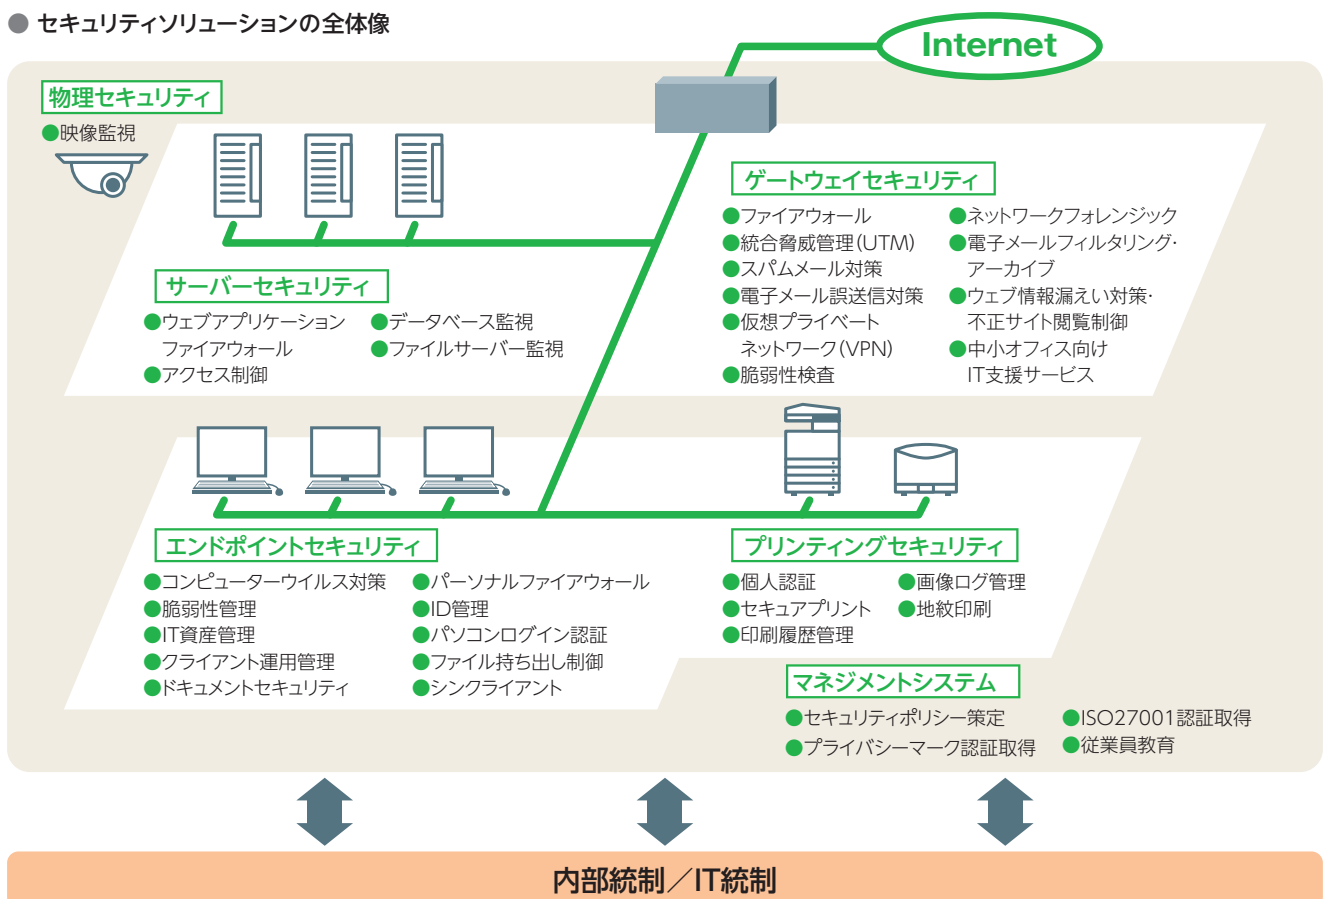 ● セキュリティソリューションの全体像
Internet
物理セキュリティ
●映像監視
ゲートウェイセキュリティ
●ファイアウォール
●統合脅威管理(UTM)
●スパムメール対策
●電子メール誤送信対策
●仮想プライベート
ネットワーク(VPN)
●脆弱性検査
●ネットワークフォレンジック
●電子メールフィルタリング・
アーカイブ
●ウェブ情報漏えい対策・
不正サイト閲覧制御
●中小オフィス向け
IT支援サービス
サーバーセキュリティ
●ウェブアプリケーション
ファイアウォール
●アクセス制御
●データベース監視
●ファイルサーバー監視
エンドポイントセキュリティ
●コンピューターウイルス対策
●脆弱性管理
●IT資産管理
●クライアント運用管理
●ドキュメントセキュリティ
●パーソナルファイアウォール
●ID管理
●パソコンログイン認証
●ファイル持ち出し制御
●シンクライアント
プリンティングセキュリティ
●個人認証
●セキュアプリント
●印刷履歴管理
●画像ログ管理
●地紋印刷
マネジメントシステム
●セキュリティポリシー策定
●プライバシーマーク認証取得
●ISO27001認証取得
●従業員教育
内部統制／IT統制